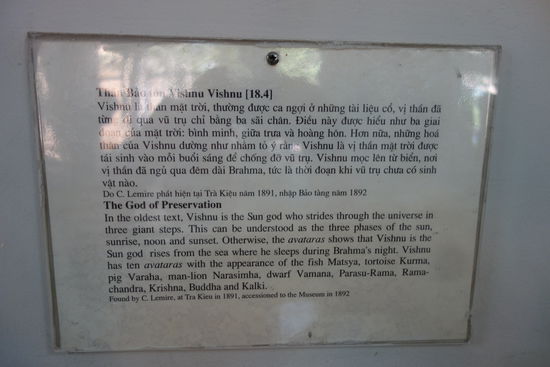 Thần Bảo tồn Vishnu Vishnu [18.4]
Vishnu là thần mặt trời, thường được ca ngợi ở những tài liệu cổ, vị thần đã
từng đi qua vũ trụ chỉ bằng ba sãi chân. Điều này được hiểu như ba giai
đoạn của mặt trời: bình minh, giữa trưa và hoàng hôn. Hơn nữa, những hoá
thân của Vishnu dường như nhằm tỏ ý rằng Vishnu là vị thần mặt trời được
tái sinh vào mỗi buổi sáng để chống đỡ vũ trụ. Vishnu mọc lên từ biển, nơi
vị thần đã ngủ qua đêm dài Brahma, tức là thời đoạn khi vũ trụ chưa có sinh
vật nào.
Do C. Lemire phát hiện tại Trà Kiệu năm 1891, nhập Bảo tàng năm 1892
The God of Preservation
In the oldest text, Vishnu is the Sun god who strides through the universe in
three giant steps. This can be understood as the three phases of the sun,
sunrise, noon and sunset. Otherwise, the avataras shows that Vishnu is the
Sun god rises from the sea where he sleeps during Brahma's night. Vishnu
has ten avataras with the appearance of the fish Matsya, tortoise Kurma,
pig Varaha, man-lion Narasimha, dwarf Vamana, Parasu-Rama, Rama-
chandra, Krishna, Buddha and Kalki.
Found by C. Lemire, at Tra Kieu in 1891, accessioned to the Museum in 1892